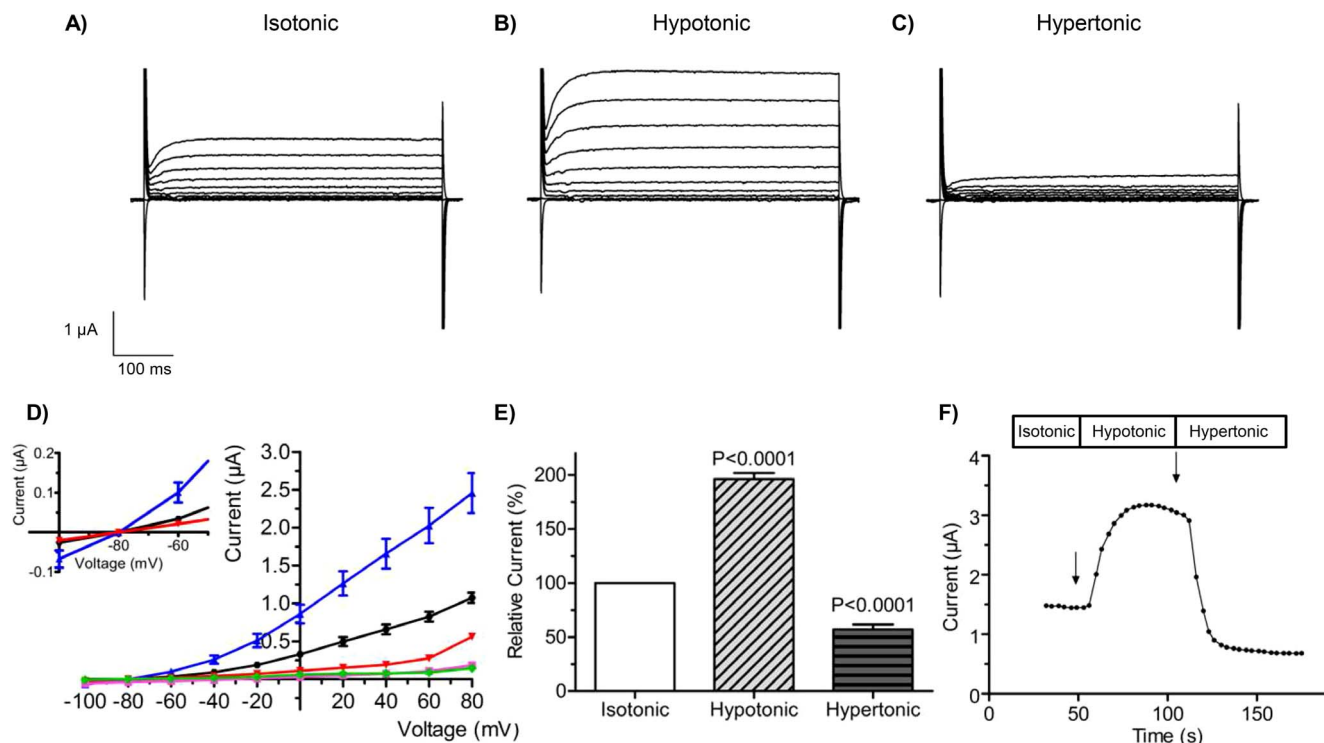 A) Isotonic B) Hypotonic C) Hypertonic
1 µA
100 ms
D)
Current (µA)
0.2
0.1
-0.1
-80 -60
Voltage (mV)
Current (µA)
3.0
2.5
2.0
1.5
1.0
0.5
-100 -80 -60 -40 -20 20 40 60 80
Voltage (mV)
E)
Relative Current (%)
200
150
100
50
0
P<0.0001
P<0.0001
Isotonic Hypotonic Hypertonic
F)
Isotonic Hypotonic Hypertonic
Current (µA)
4
3
2
1
0
0 50 100 150
Time (s)